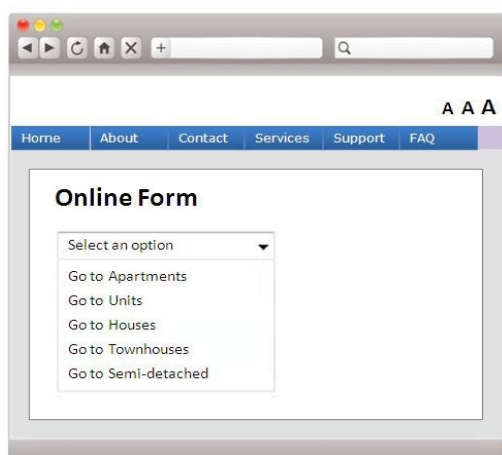 A A A
Home About Contact Services Support FAQ
Online Form
Select an option
Go to Apartments
Go to Units
Go to Houses
Go to Townhouses
Go to Semi-detached